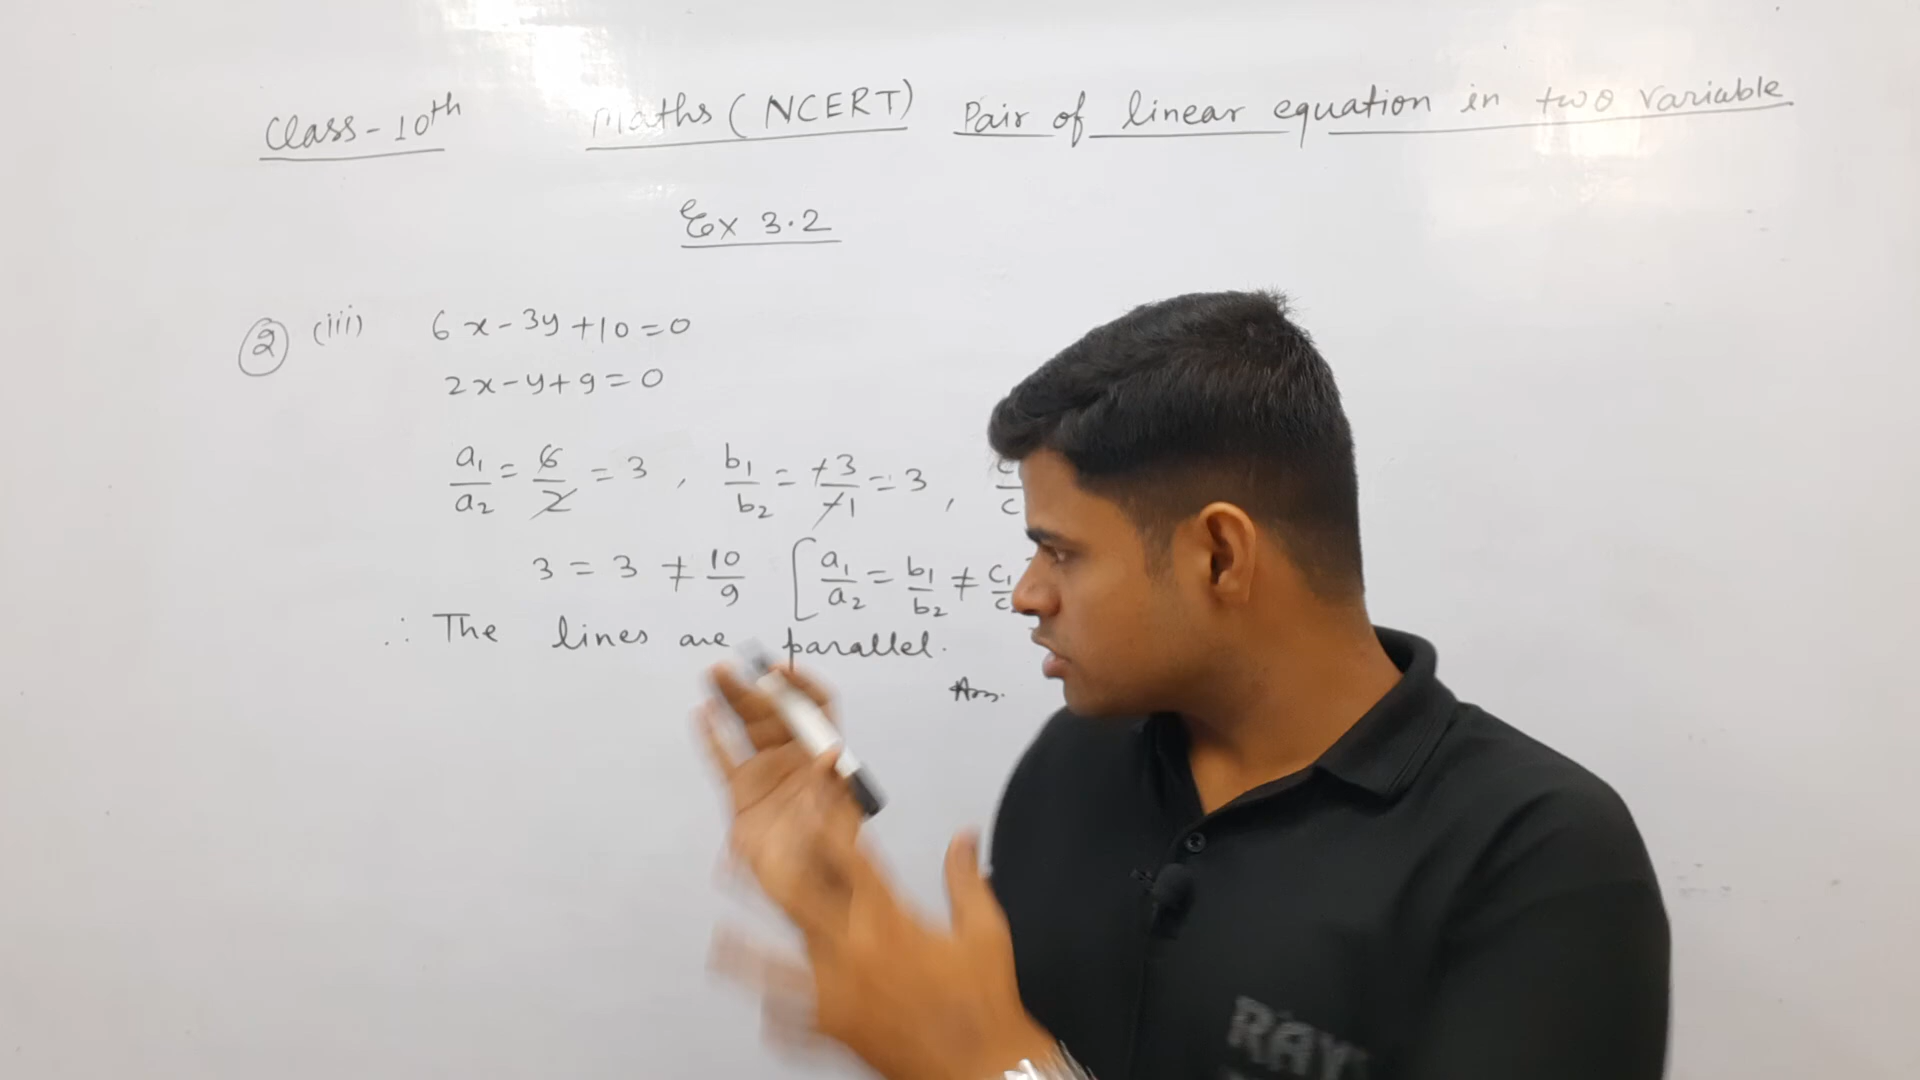 Class-10th Maths (NCERT) Pair of linear equation in two variable
Ex 3.2
② (iii) 6x-3y+10=0
2x-y+9=0
a₁/a₂ = 6/2 = 3, b₁/b₂ = +3/-1 = 3, c/c
3 = 3 ≠ 10/9 [a₁/a₂ = b₁/b₂ ≠ c₁/c
∴ The lines are parallel.
Ans.
RAY